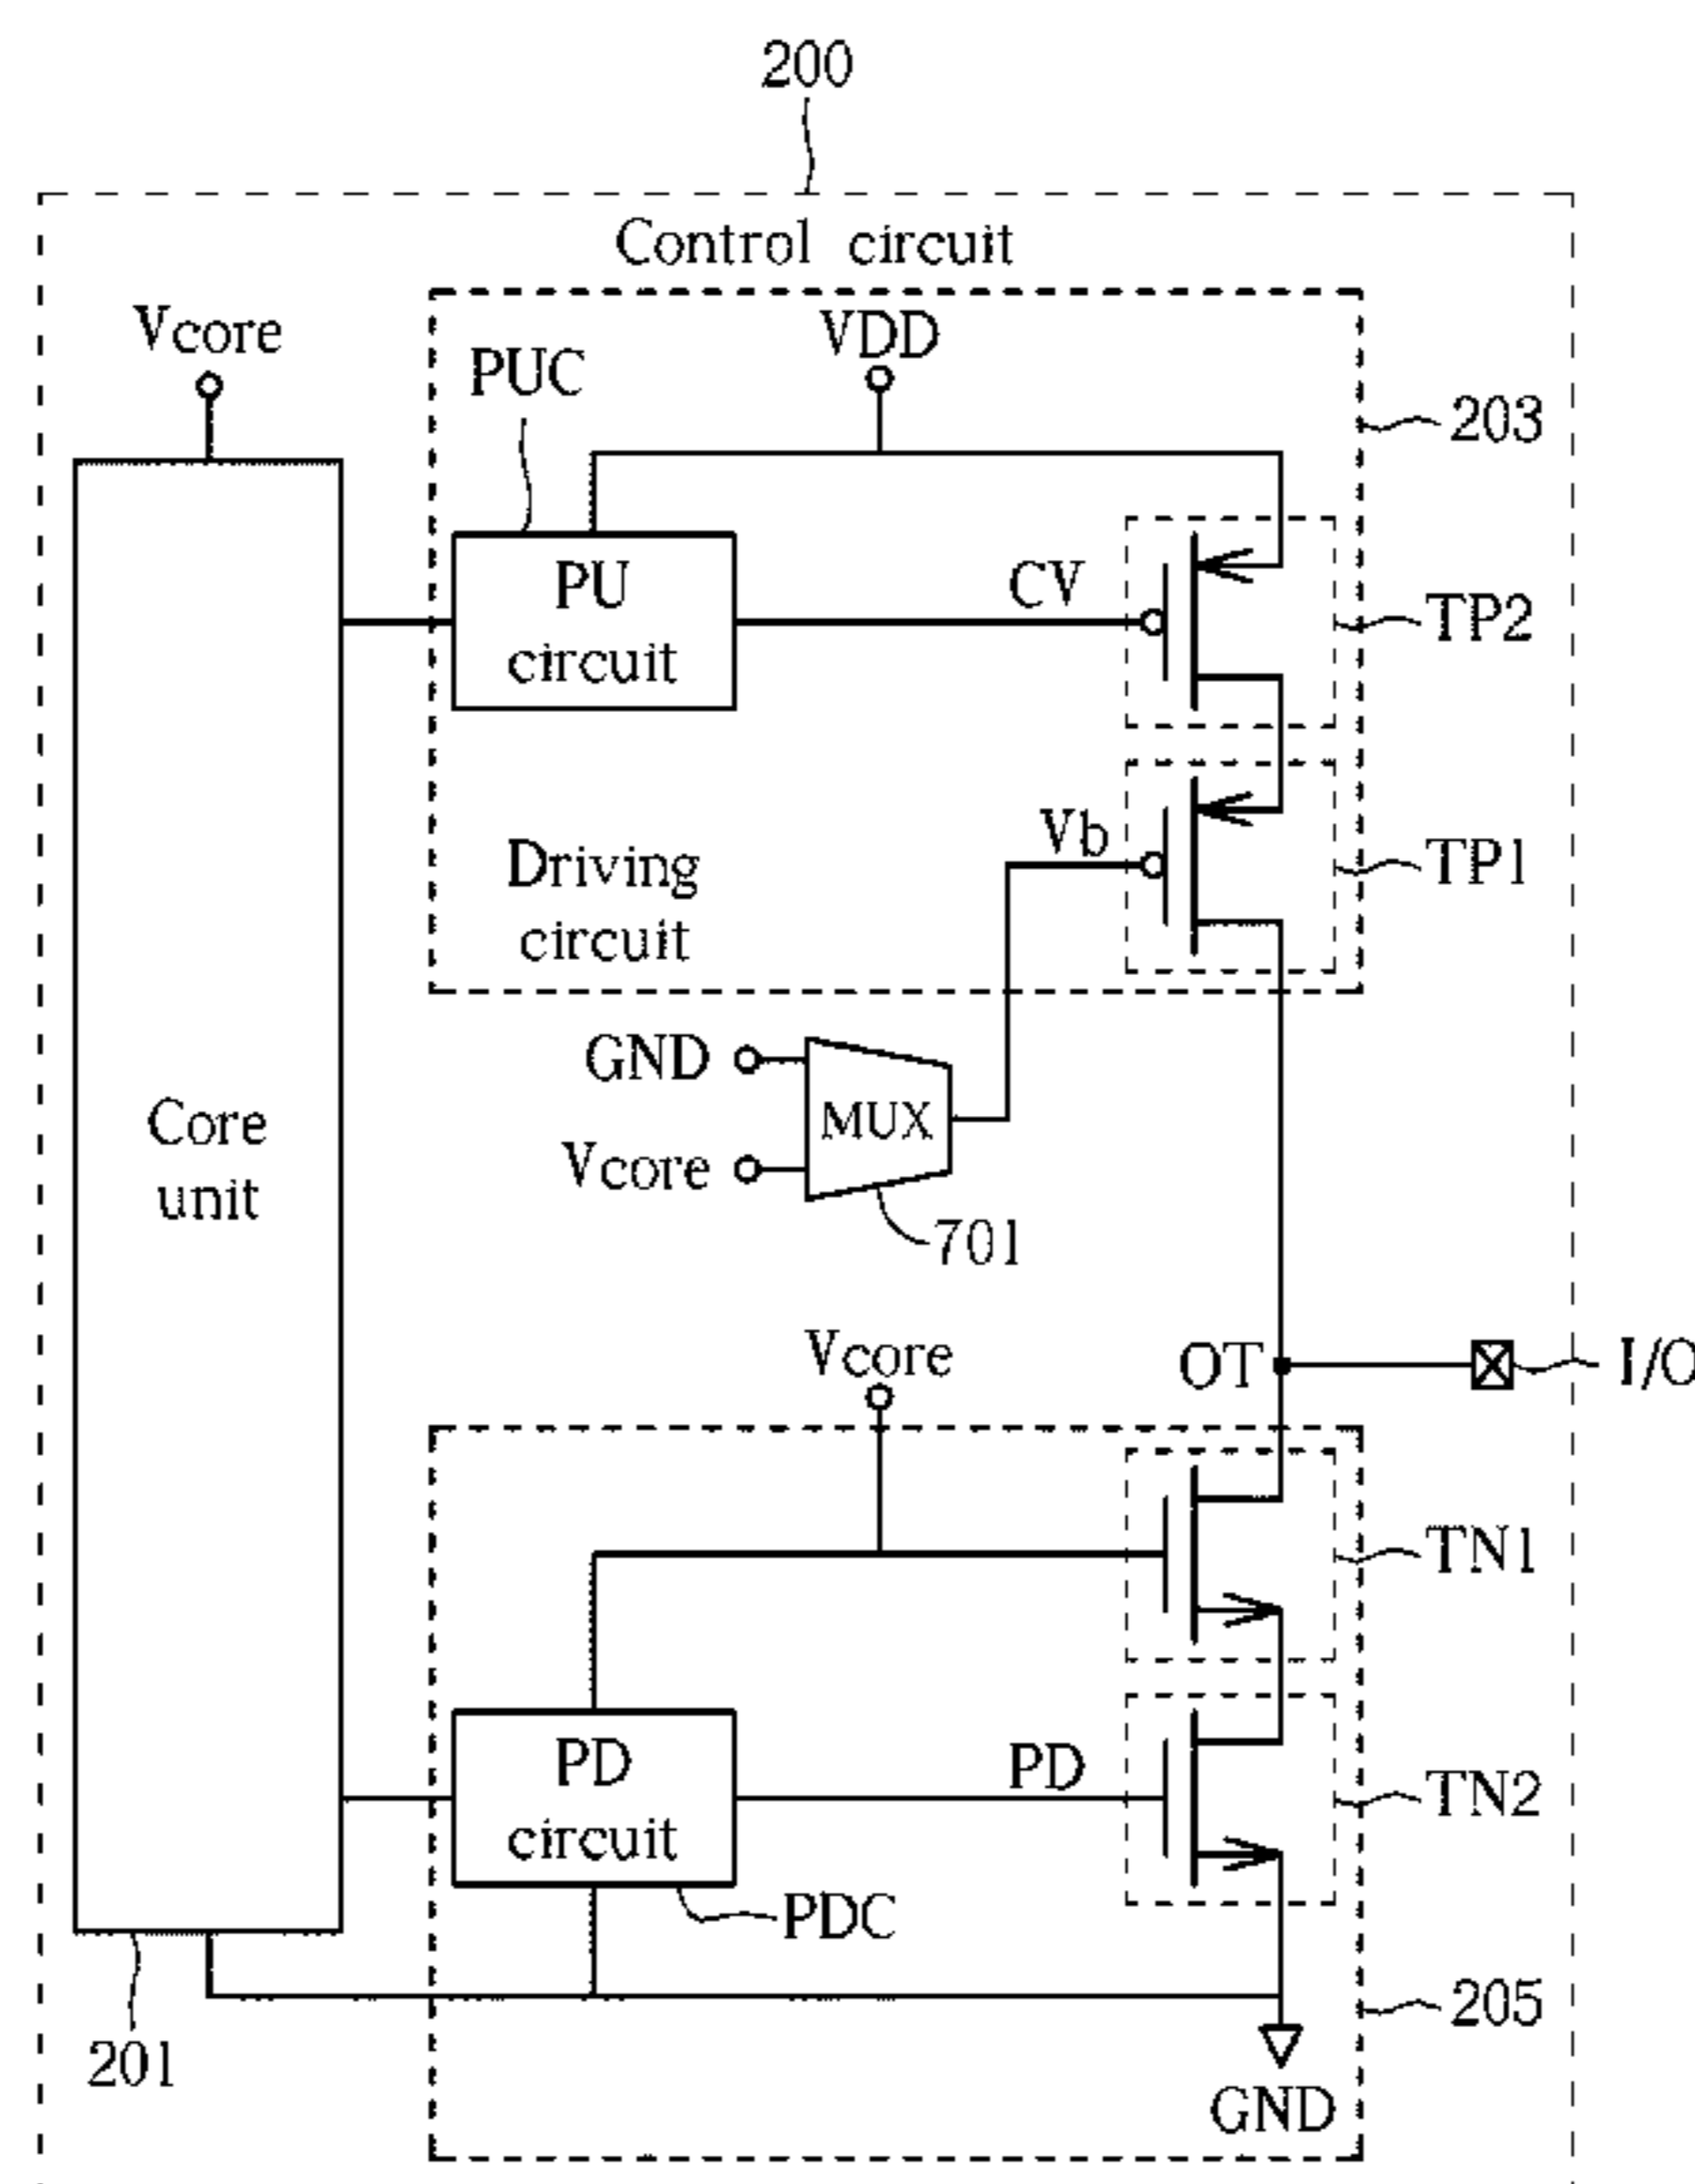 200
Control circuit
Vcore
VDD
PUC
203
PU
circuit
CV
TP2
Vb
TP1
Driving
circuit
GND
MUX
Vcore
701
Core
unit
Vcore
OT
I/O
TN1
PD
circuit
PD
TN2
PDC
205
201
GND